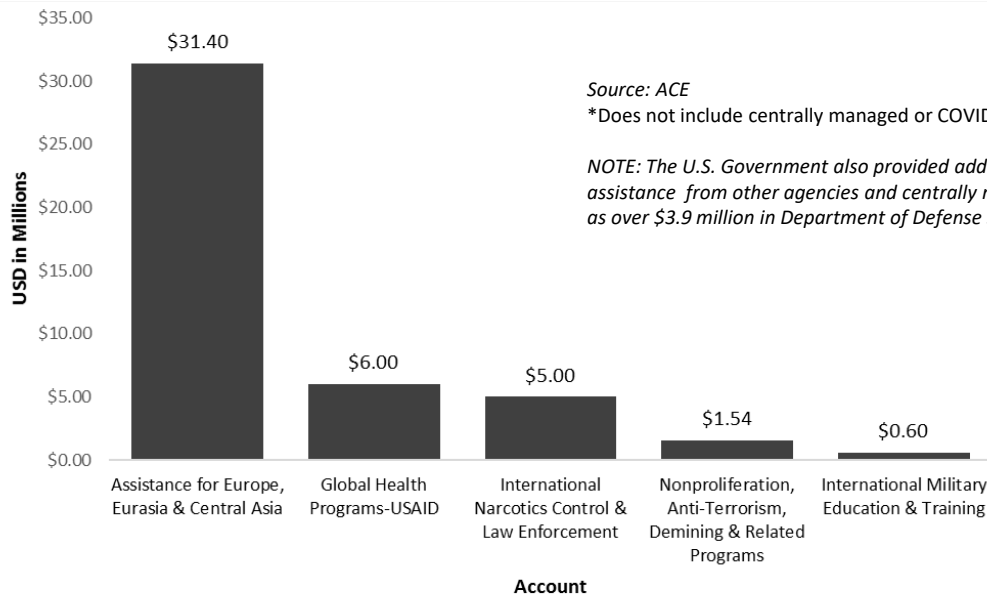 $35.00
$31.40
$30.00
Source: ACE
*Does not include centrally managed or COVID
$25.00
NOTE: The U.S. Government also provided add
assistance from other agencies and centrally
as over $3.9 million in Department of Defense
$20.00
USD in Millions
$15.00
$10.00
$6.00
$5.00
$5.00
$1.54
$0.60
$0.00
Assistance for Europe,
Eurasia & Central Asia
Global Health
Programs-USAID
International
Narcotics Control &
Law Enforcement
Nonproliferation,
Anti-Terrorism,
Demining & Related
Programs
International Military
Education & Training
Account